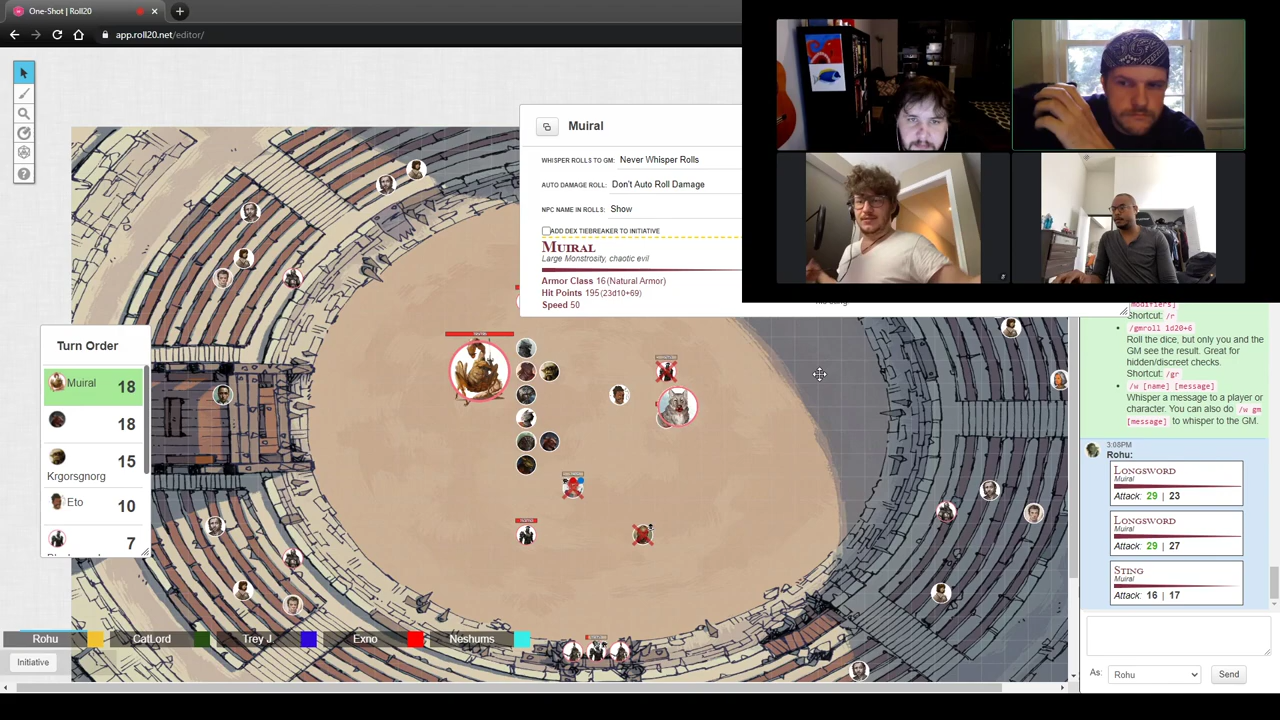 One-Shot | Roll20
app.roll20.net/editor/
Muiral
WHISPER ROLLS TO GM: Never Whisper Rolls
AUTO DAMAGE ROLL: Don't Auto Roll Damage
NPC NAME IN ROLLS: Show
ADD DEX TIEBREAKER TO INITIATIVE
MUIRAL
Large Monstrosity, chaotic evil
Armor Class 16 (Natural Armor)
Hit Points 195 (23d10+69)
Speed 50
Turn Order
Muiral 18
18
15
Krgorsgnorg
Eto 10
7
modifiers]
Shortcut: /r
/gmroll 1d20+6
Roll the dice, but only you and the
GM see the result. Great for
hidden/discreet checks.
Shortcut: /gr
/w [name] [message]
Whisper a message to a player or
character. You can also do /w gm
[message] to whisper to the GM.
3:08PM
Rohu:
LONGSWORD
Muiral
Attack: 29 | 23
LONGSWORD
Muiral
Attack: 29 | 27
STING
Muiral
Attack: 16 | 17
Rohu
CatLord
Trey J.
Exno
Neshums
Initiative
As: Rohu
Send